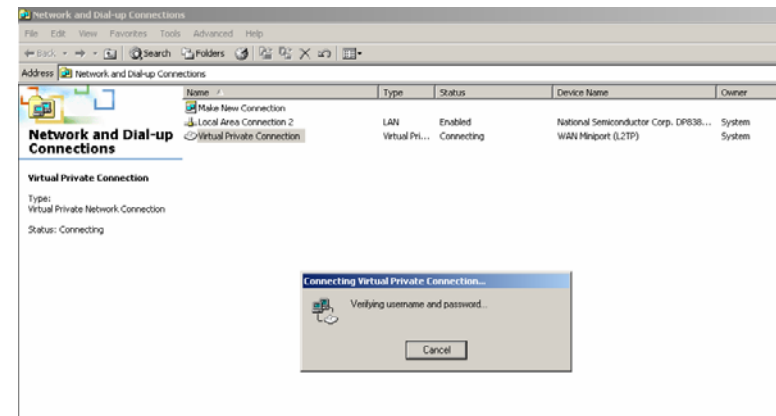 Network and Dial-up Connections
File Edit View Favorites Tools Advanced Help
Back Search Folders
Address Network and Dial-up Connections
Name Type Status Device Name Owner
Make New Connection
Local Area Connection 2 LAN Enabled National Semiconductor Corp. DP838... System
Virtual Private Connection Virtual Pri... Connecting WAN Miniport (L2TP) System
Network and Dial-up
Connections
Virtual Private Connection
Type:
Virtual Private Network Connection
Status: Connecting
Connecting Virtual Private Connection...
Verifying username and password...
Cancel